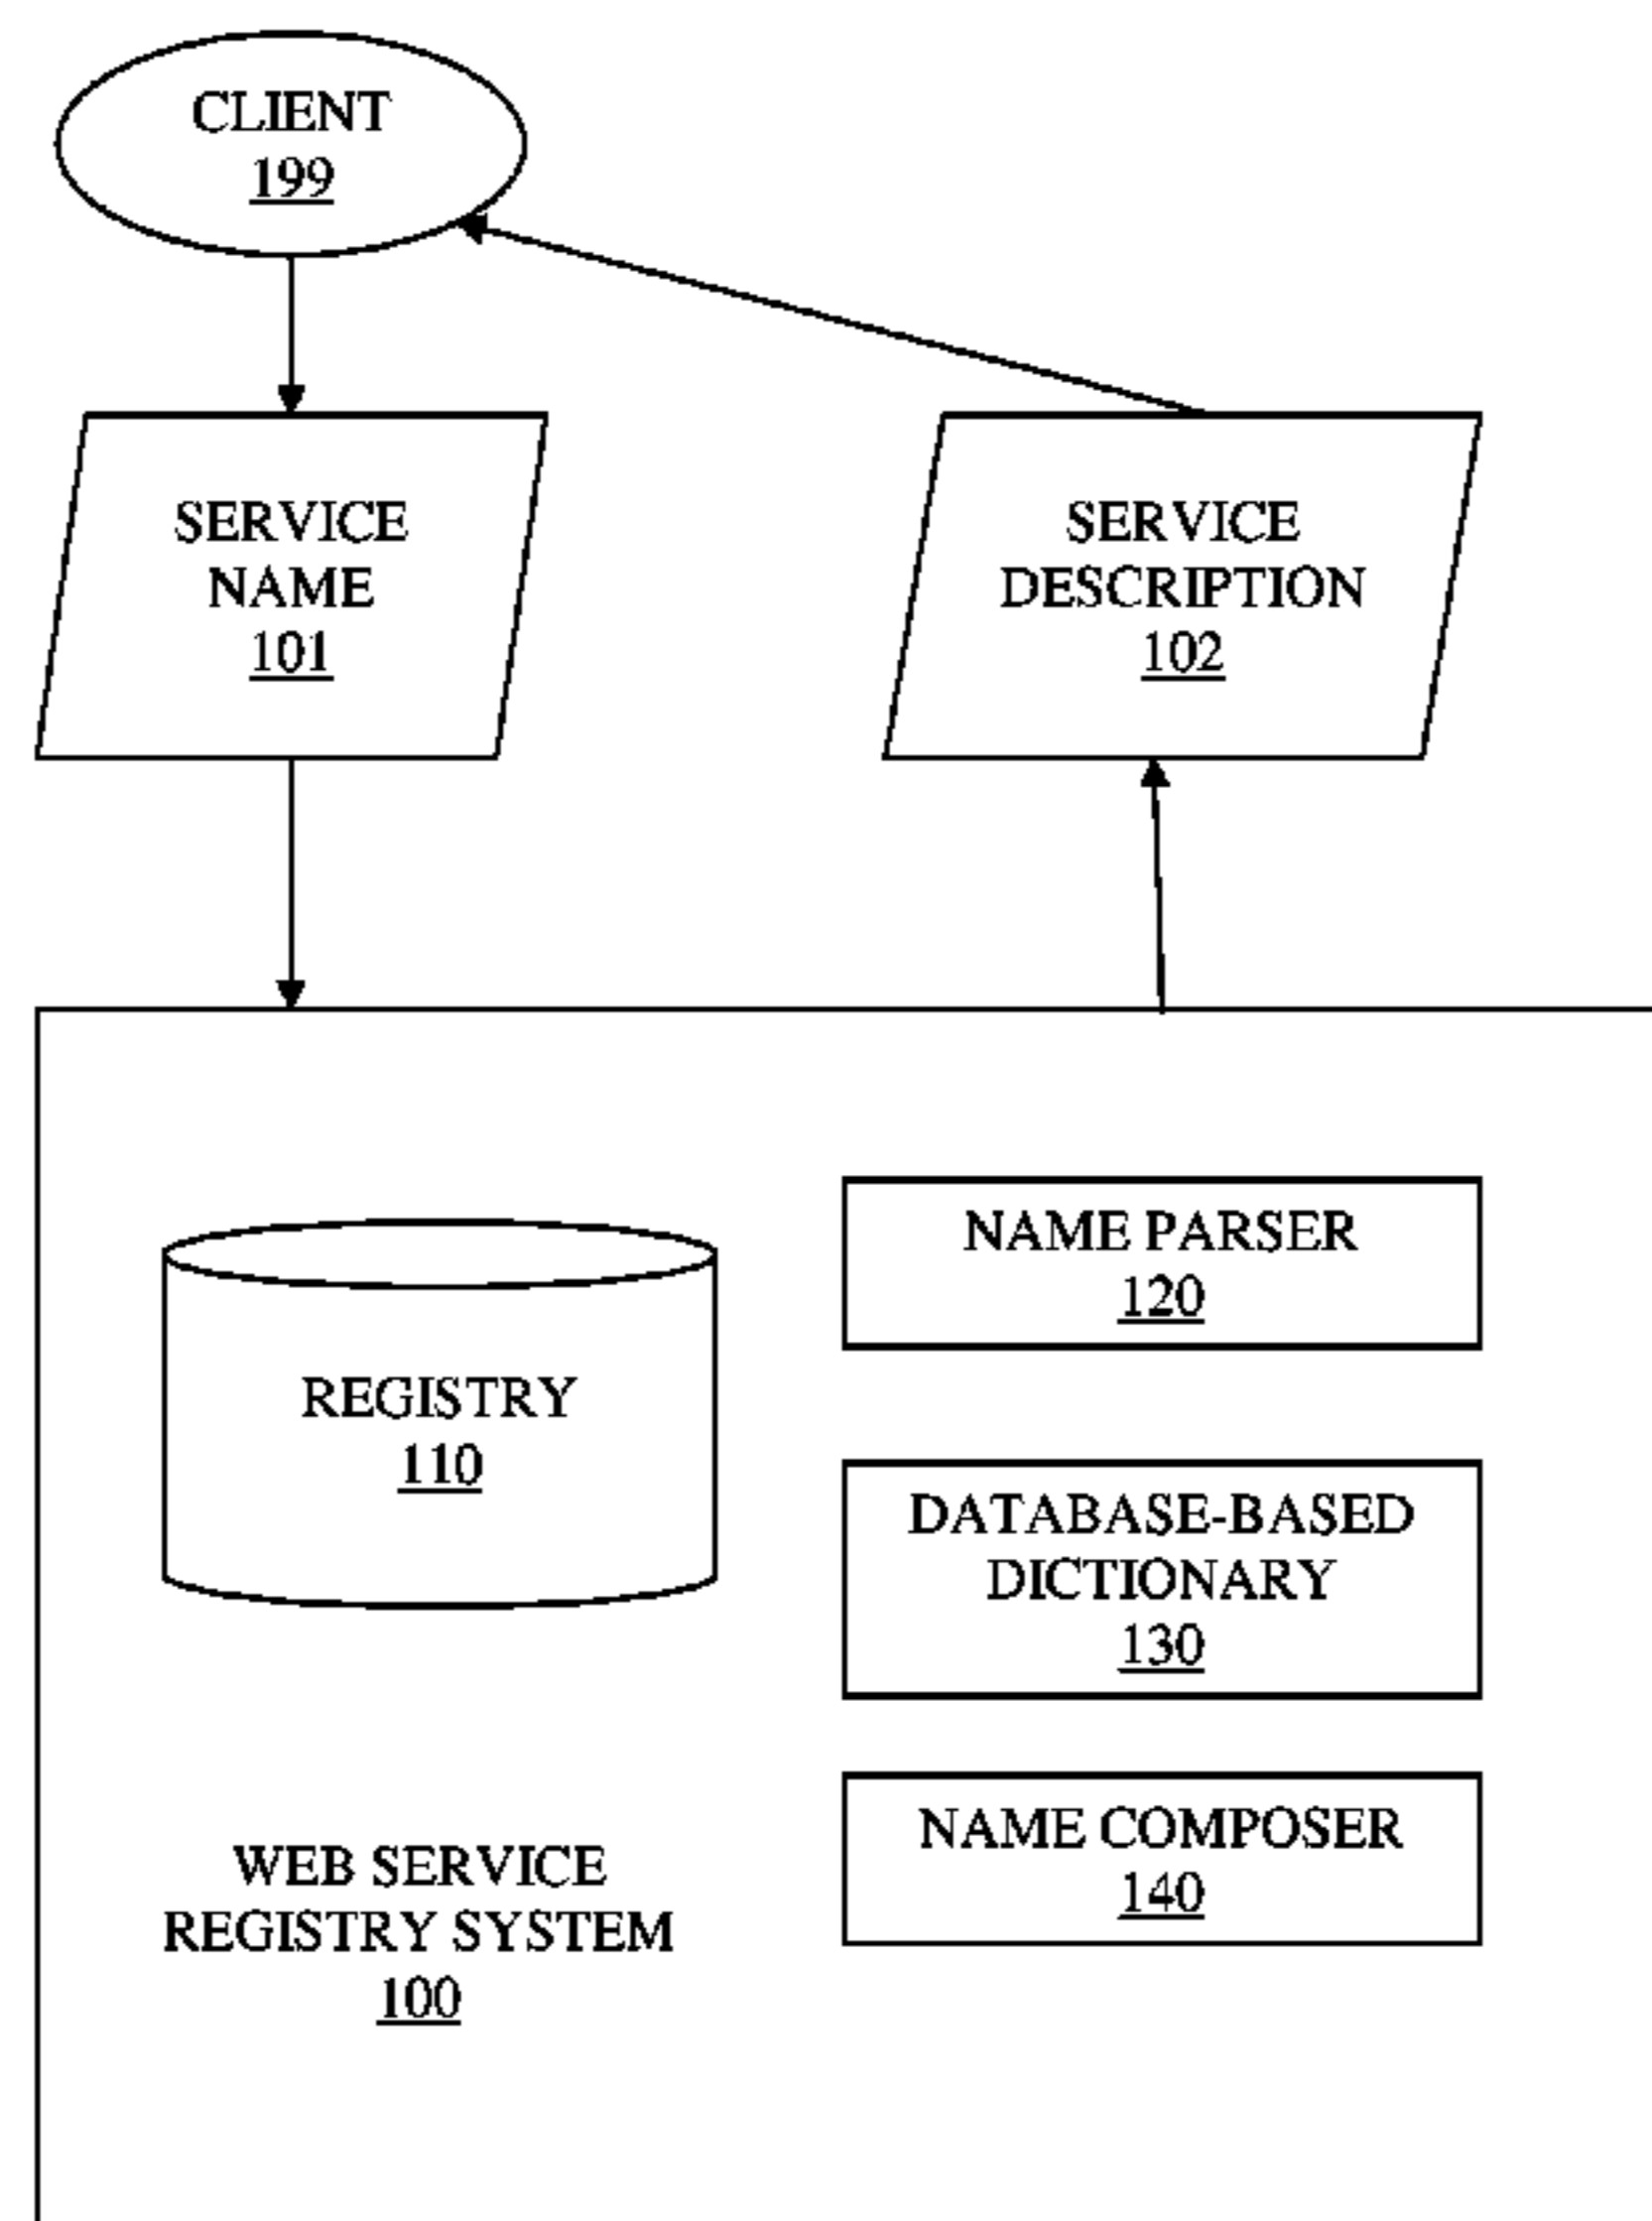 CLIENT
199
SERVICE
NAME
101
SERVICE
DESCRIPTION
102
REGISTRY
110
NAME PARSER
120
DATABASE-BASED
DICTIONARY
130
NAME COMPOSER
140
WEB SERVICE
REGISTRY SYSTEM
100